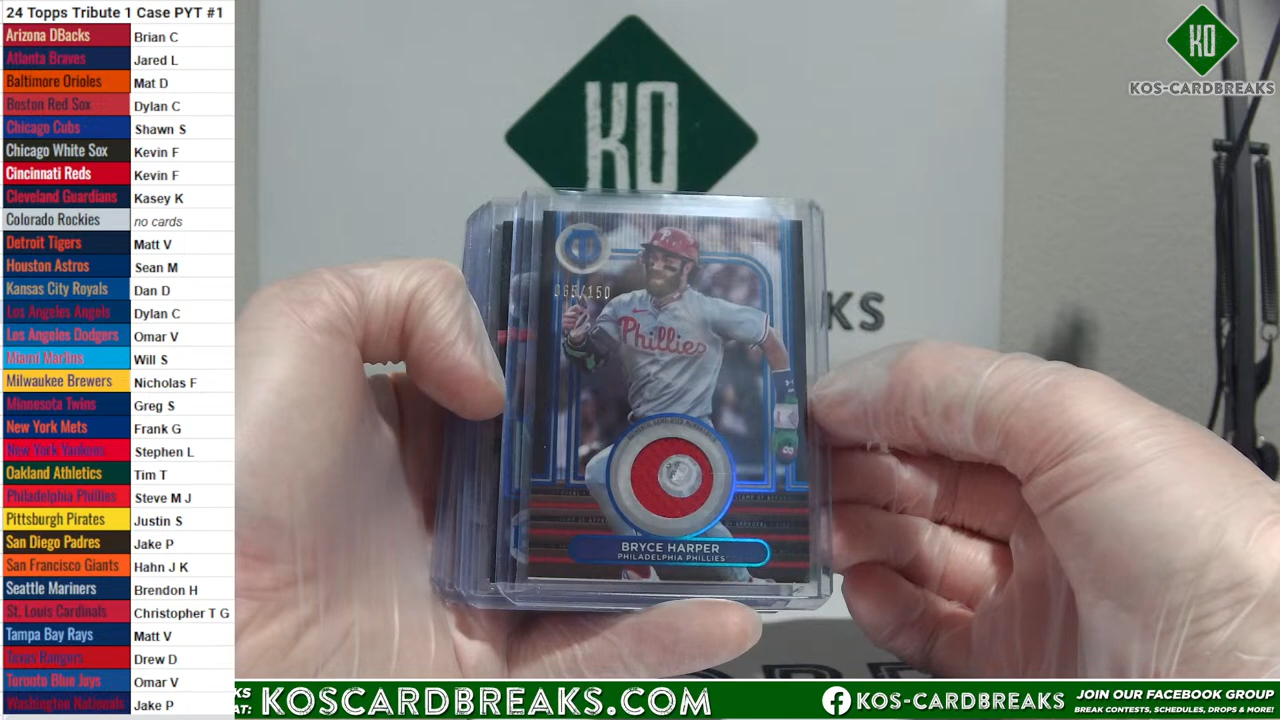 24 Topps Tribute 1 Case PYT #1
Arizona DBacks Brian C
Atlanta Braves Jared L
Baltimore Orioles Mat D
Boston Red Sox Dylan C
Chicago Cubs Shawn S
Chicago White Sox Kevin F
Cincinnati Reds Kevin F
Cleveland Guardians Kasey K
Colorado Rockies no cards
Detroit Tigers Matt V
Houston Astros Sean M
Kansas City Royals Dan D
Los Angeles Angels Dylan C
Los Angeles Dodgers Omar V
Miami Marlins Will S
Milwaukee Brewers Nicholas F
Minnesota Twins Greg S
New York Mets Frank G
New York Yankees Stephen L
Oakland Athletics Tim T
Philadelphia Phillies Steve M J
Pittsburgh Pirates Justin S
San Diego Padres Jake P
San Francisco Giants Hahn J K
Seattle Mariners Brendon H
St. Louis Cardinals Christopher T G
Tampa Bay Rays Matt V
Texas Rangers Drew D
Toronto Blue Jays Omar V
Washington Nationals Jake P
KO
KO
KOS-CARDBREAKS
KS
065/150
Phillies
BRYCE HARPER
PHILADELPHIA PHILLIES
KS
AT:
KOSCARDBREAKS.COM
KOS-CARDBREAKS
JOIN OUR FACEBOOK GROUP
BREAK CONTESTS, SCHEDULES, DROPS & MORE!